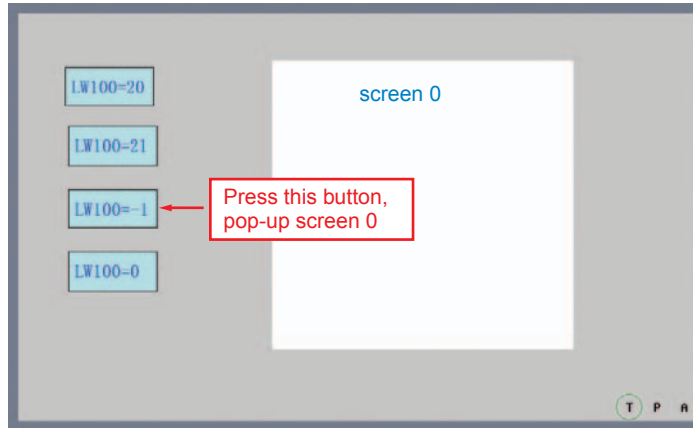 LW100=20
screen 0
LW100=21
LW100=-1
Press this button,
pop-up screen 0
LW100=0
T P A